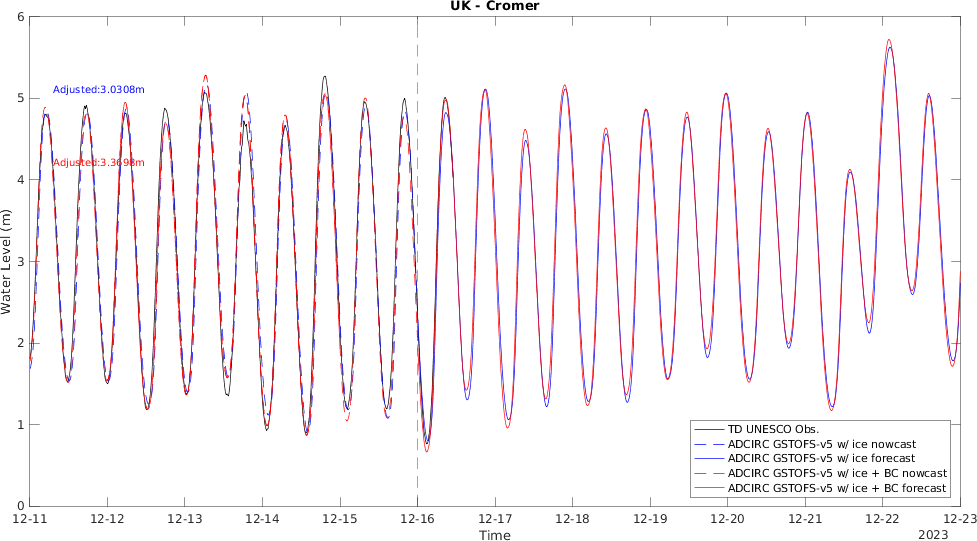 UK - Cromer
6
5
4
3
2
1
0
Water Level (m)
Adjusted:3.0308m
Adjusted:3.3698m
TD UNESCO Obs.
ADCIRC GSTOFS-v5 w/ ice nowcast
ADCIRC GSTOFS-v5 w/ ice forecast
ADCIRC GSTOFS-v5 w/ ice + BC nowcast
ADCIRC GSTOFS-v5 w/ ice + BC forecast
12-11 12-12 12-13 12-14 12-15 12-16 12-17 12-18 12-19 12-20 12-21 12-22 12-23
Time
2023